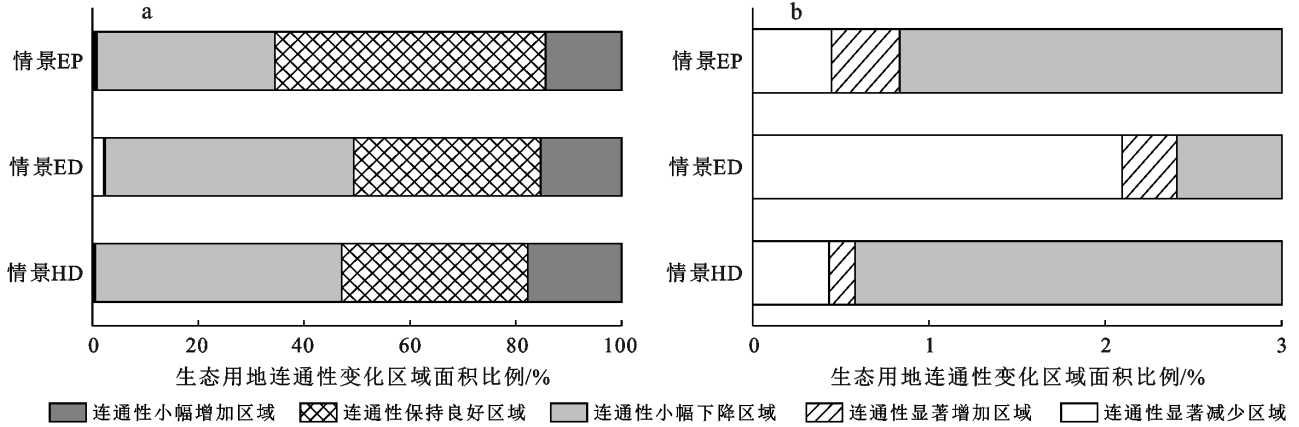 a
情景EP
情景ED
情景HD
0 20 40 60 80 100
生态用地连通性变化区域面积比例/%
b
情景EP
情景ED
情景HD
0 1 2 3
生态用地连通性变化区域面积比例/%
连通性小幅增加区域 连通性保持良好区域 连通性小幅下降区域 连通性显著增加区域 连通性显著减少区域